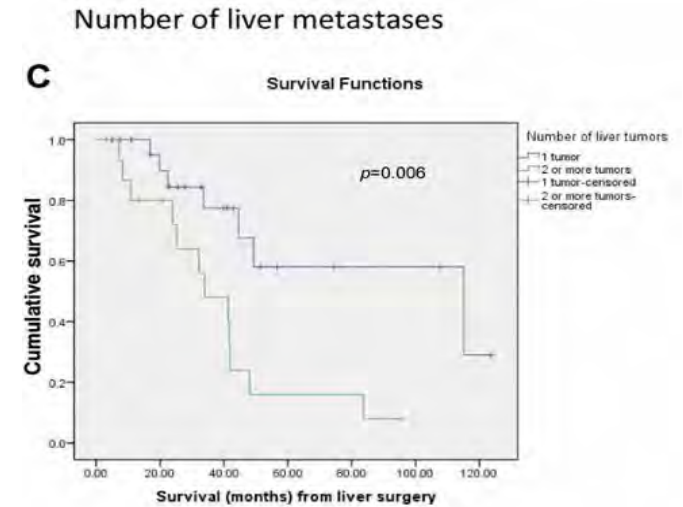 Number of liver metastases
C
Survival Functions
Number of liver tumors
1 tumor
2 or more tumors
1 tumor-censored
2 or more tumors-
censored
p=0.006
Cumulative survival
1.0
0.8
0.6
0.4
0.2
0.0
0.00 20.00 40.00 60.00 80.00 100.00 120.00
Survival (months) from liver surgery